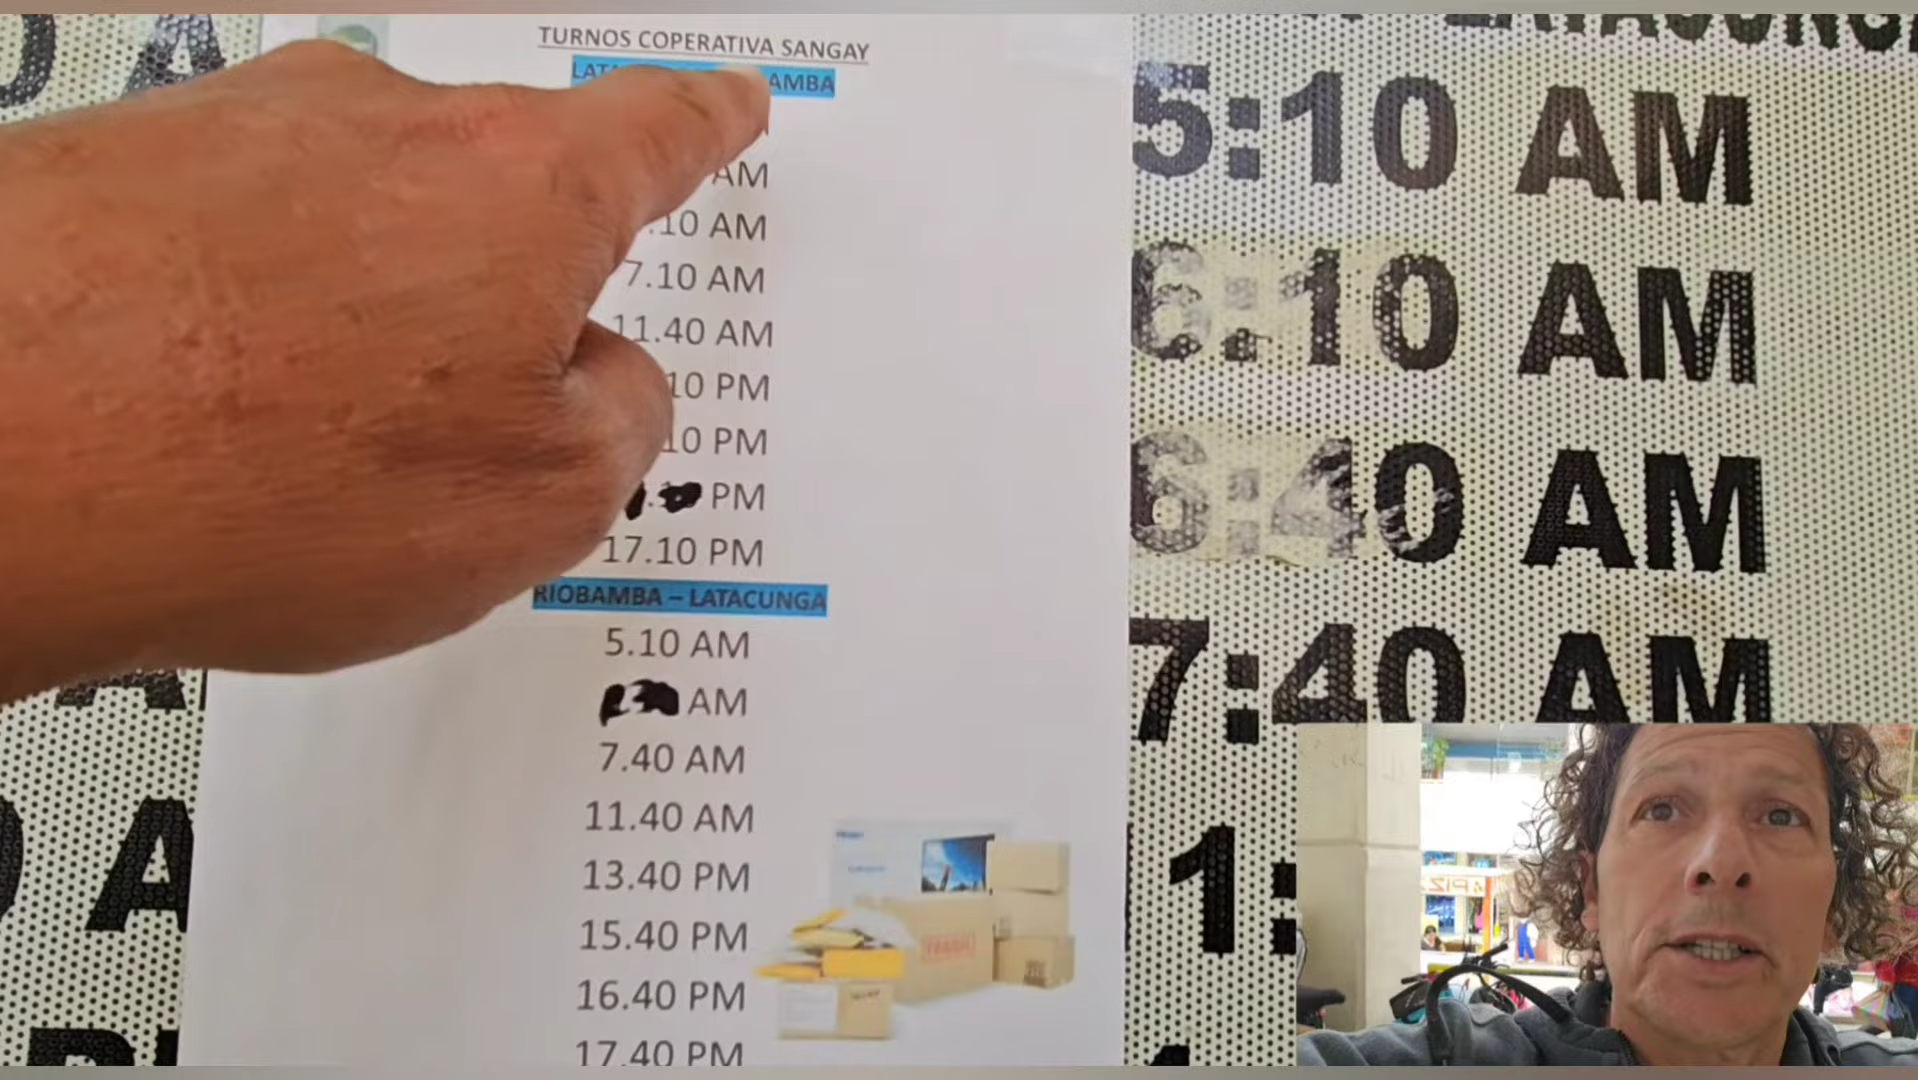 TURNOS COPERATIVA SANGAY
AMBA
AM
.10 AM
7.10 AM
11.40 AM
10 PM
10 PM
PM
17.10 PM
RIOBAMBA – LATACUNGA
5.10 AM
AM
7.40 AM
11.40 AM
13.40 PM
15.40 PM
16.40 PM
17.40 PM
LATACUNGA
5:10 AM
6:10 AM
6:40 AM
7:40 AM